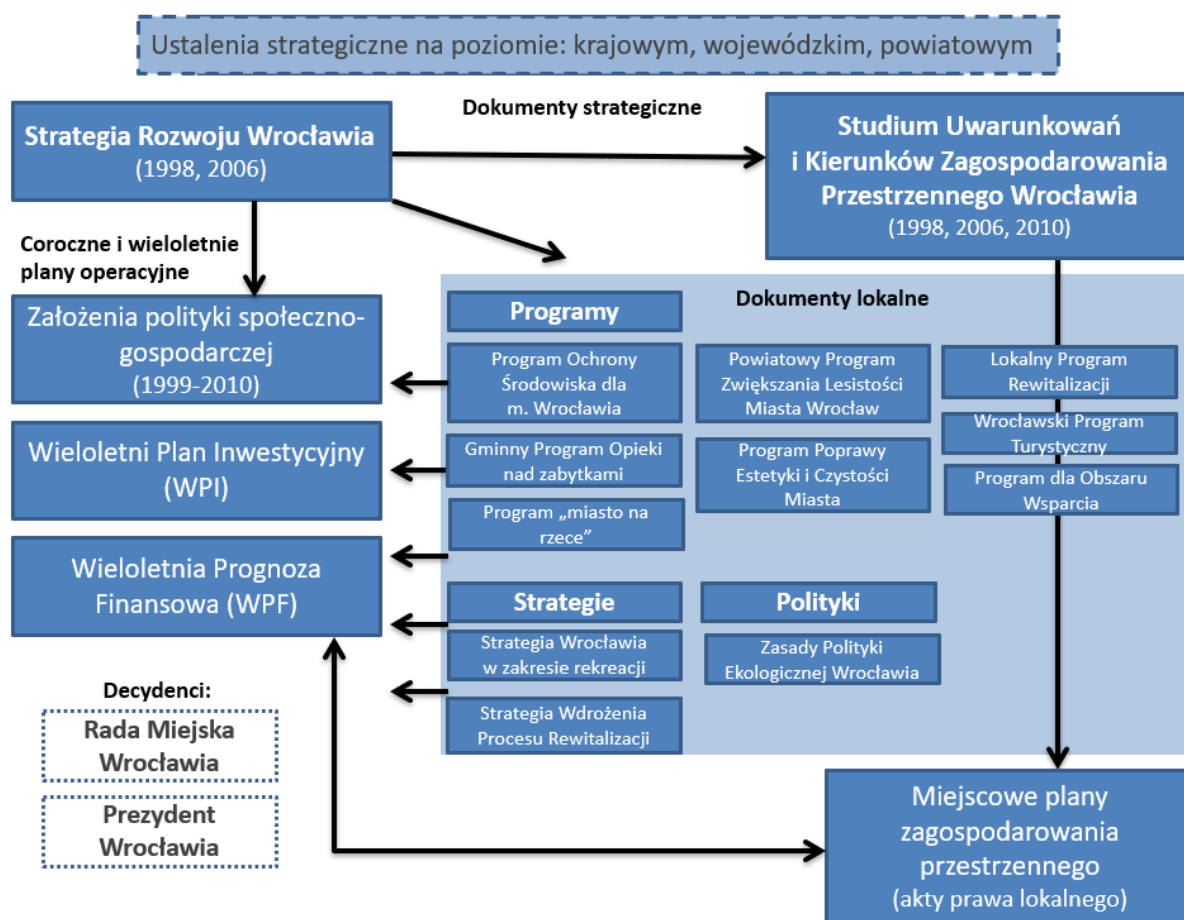 Ustalenia strategiczne na poziomie: krajowym, wojewódzkim, powiatowym
Dokumenty strategiczne
Strategia Rozwoju Wrocławia
(1998, 2006)
Studium Uwarunkowań
i Kierunków Zagospodarowania
Przestrzennego Wrocławia
(1998, 2006, 2010)
Coroczne i wieloletnie
plany operacyjne
Założenia polityki społeczno-
gospodarczej
(1999-2010)
Wieloletni Plan Inwestycyjny
(WPI)
Wieloletnia Prognoza
Finansowa (WPF)
Dokumenty lokalne
Programy
Program Ochrony
Środowiska dla
m. Wrocławia
Gminny Program Opieki
nad zabytkami
Program „miasto na
rzece”
Powiatowy Program
Zwiększania Lesistości
Miasta Wrocław
Program Poprawy
Estetyki i Czystości
Miasta
Lokalny Program
Rewitalizacji
Wrocławski Program
Turystyczny
Program dla Obszaru
Wsparcia
Strategie
Strategia Wrocławia
w zakresie rekreacji
Strategia Wdrożenia
Procesu Rewitalizacji
Polityki
Zasady Polityki
Ekologicznej Wrocławia
Decydenci:
Rada Miejska
Wrocławia
Prezydent
Wrocławia
Miejscowe plany
zagospodarowania
przestrzennego
(akty prawa lokalnego)